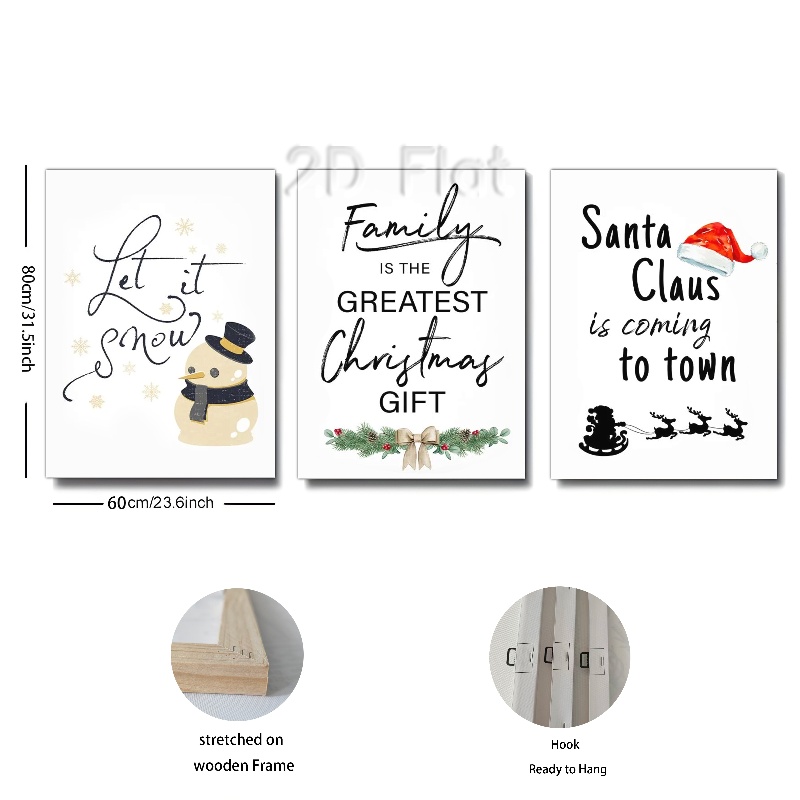 2D Flat
80cm/31.5inch
Let it
snow
Family
IS THE
GREATEST
Christmas
GIFT
Santa
Claus
is coming
to town
60cm/23.6inch
stretched on
wooden Frame
Hook
Ready to Hang